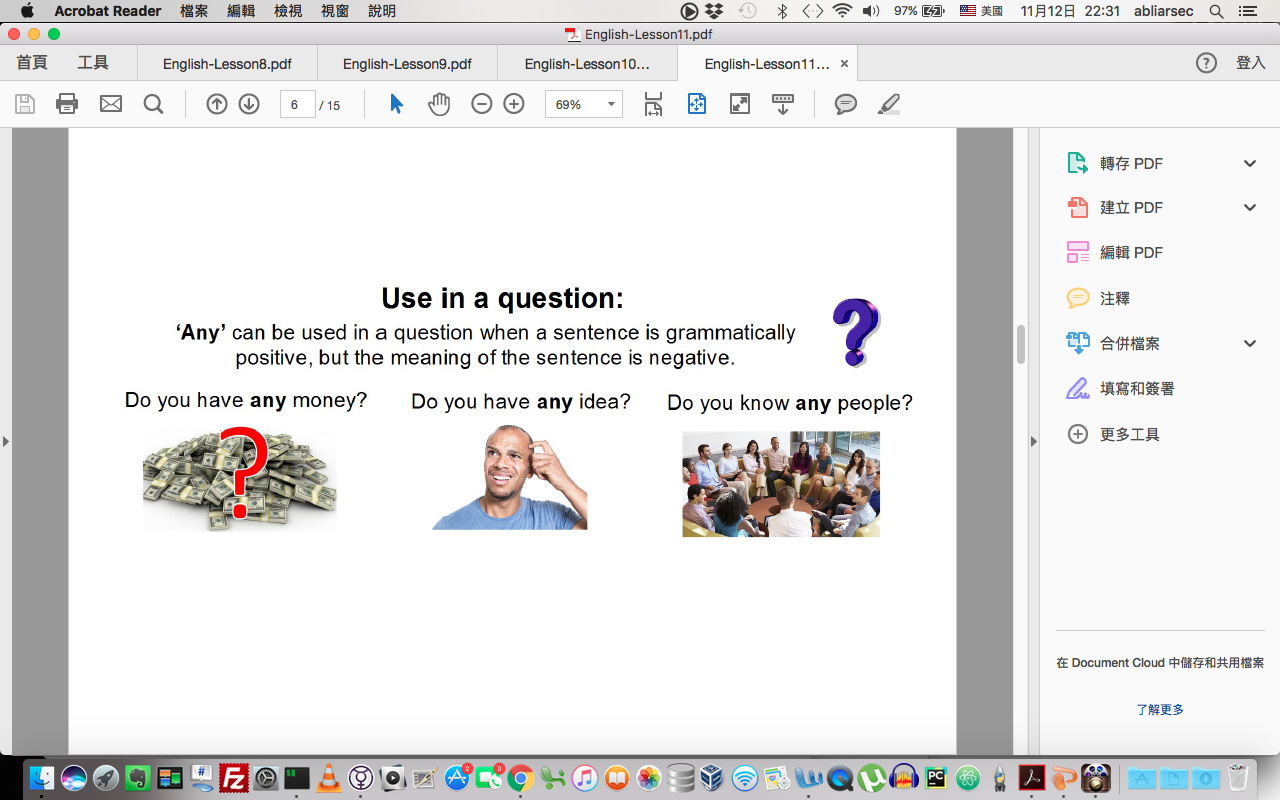 Acrobat Reader 檔案 編輯 檢視 視窗 說明 97% 美國 11月12日 22:31 abliarsec
English-Lesson11.pdf
首頁 工具 English-Lesson8.pdf English-Lesson9.pdf English-Lesson10... English-Lesson11... × ? 登入
6 / 15 69%
Use in a question:
‘Any’ can be used in a question when a sentence is grammatically
positive, but the meaning of the sentence is negative.
?
Do you have any money? Do you have any idea? Do you know any people?
?
轉存 PDF
建立 PDF
編輯 PDF
注釋
合併檔案
填寫和簽署
更多工具
在 Document Cloud 中儲存和共用檔案
了解更多
# Fz $$ 2 3 W Q µ PC